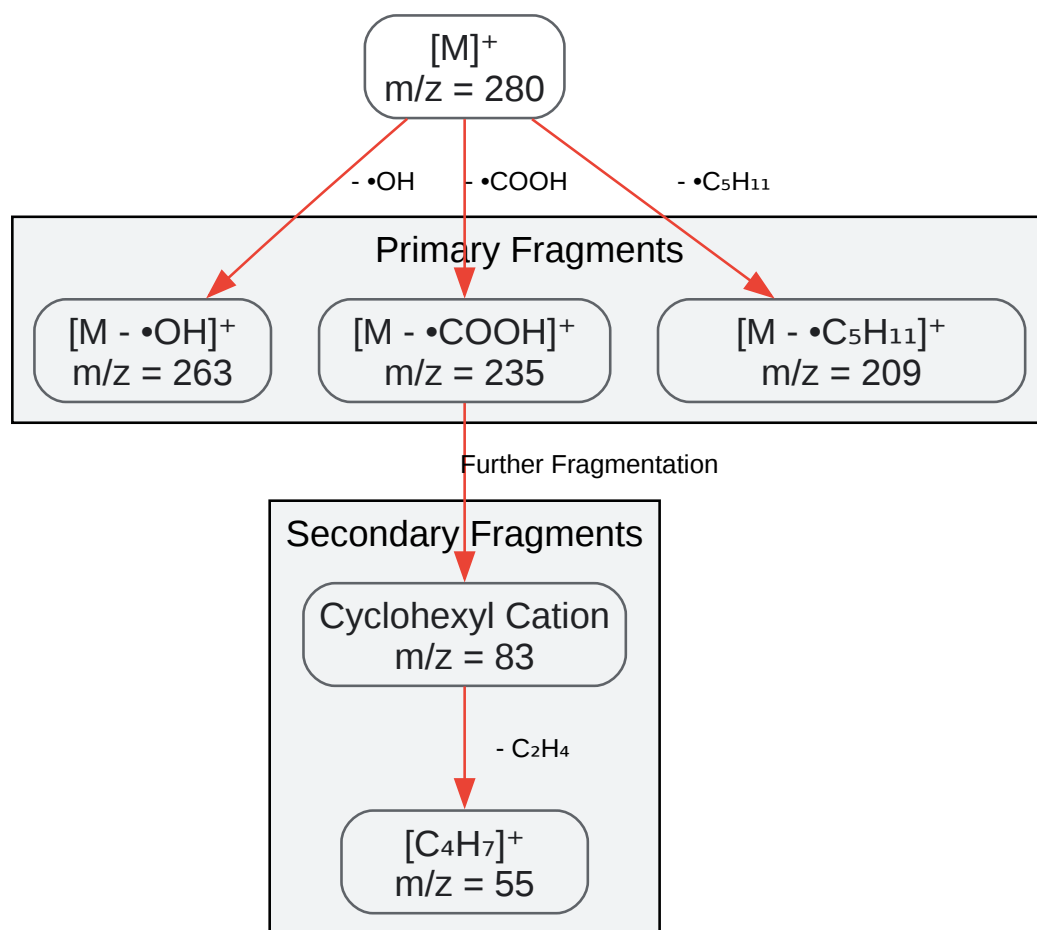 [M]⁺
m/z = 280
- •OH
- •COOH
- •C₅H₁₁
Primary Fragments
[M - •OH]⁺
m/z = 263
[M - •COOH]⁺
m/z = 235
[M - •C₅H₁₁]⁺
m/z = 209
Further Fragmentation
Secondary Fragments
Cyclohexyl Cation
m/z = 83
- C₂H₄
[C₄H₇]⁺
m/z = 55